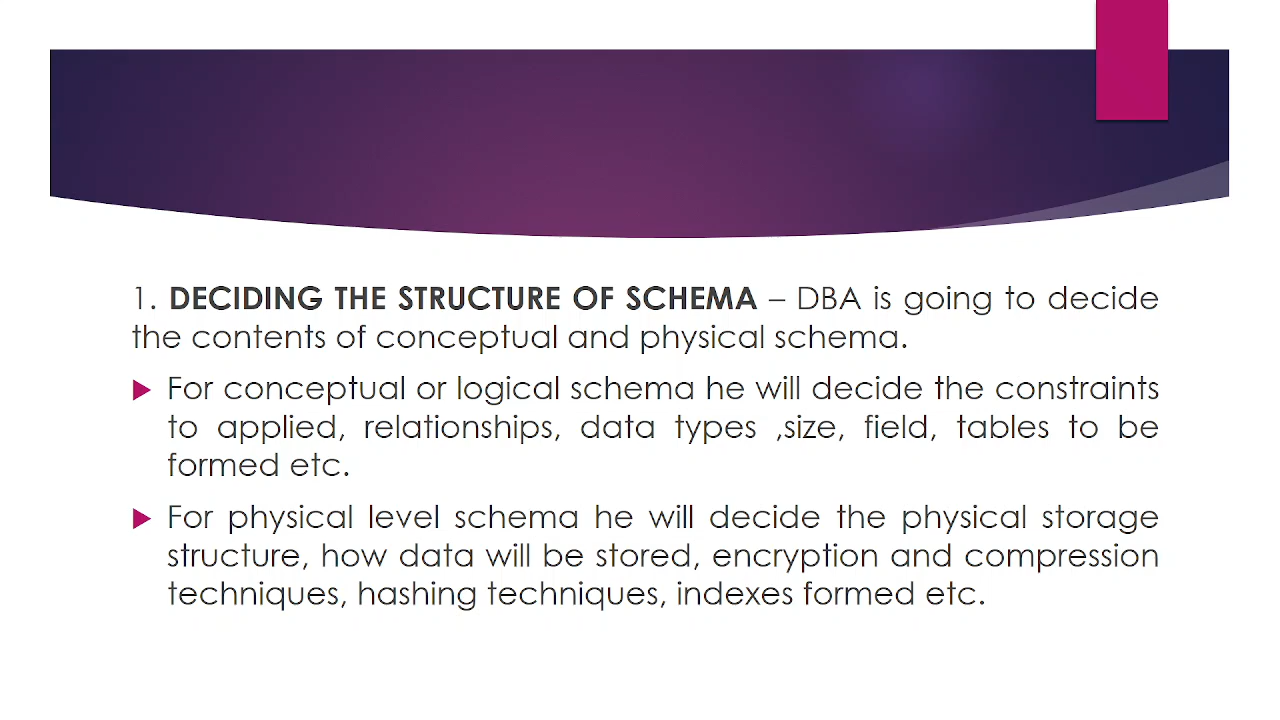 1. DECIDING THE STRUCTURE OF SCHEMA – DBA is going to decide
the contents of conceptual and physical schema.
For conceptual or logical schema he will decide the constraints
to applied, relationships, data types ,size, field, tables to be
formed etc.
For physical level schema he will decide the physical storage
structure, how data will be stored, encryption and compression
techniques, hashing techniques, indexes formed etc.